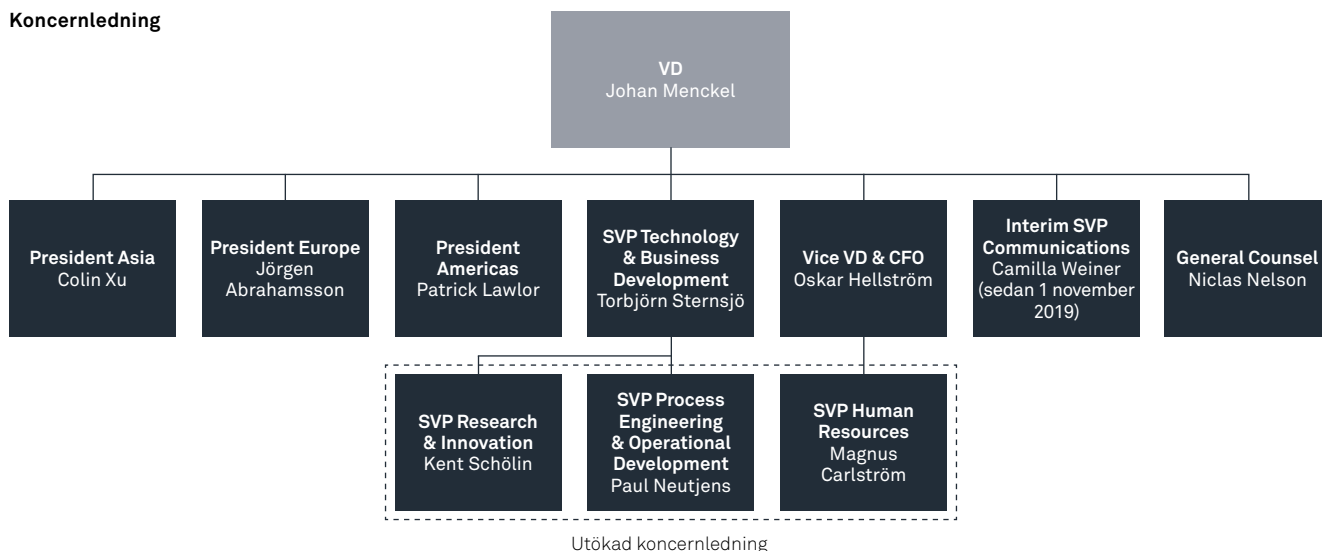 Koncernledning
VD
Johan Menckel
President Asia
Colin Xu
President Europe
Jörgen
Abrahamsson
President
Americas
Patrick Lawlor
SVP Technology
& Business
Development
Torbjörn Sternsjö
Vice VD & CFO
Oskar Hellström
Interim SVP
Communications
Camilla Weiner
(sedan 1 november
2019)
General Counsel
Niclas Nelson
SVP Research
& Innovation
Kent Schölin
SVP Process
Engineering
& Operational
Development
Paul Neutjens
SVP Human
Resources
Magnus
Carlström
Utökad koncernledning